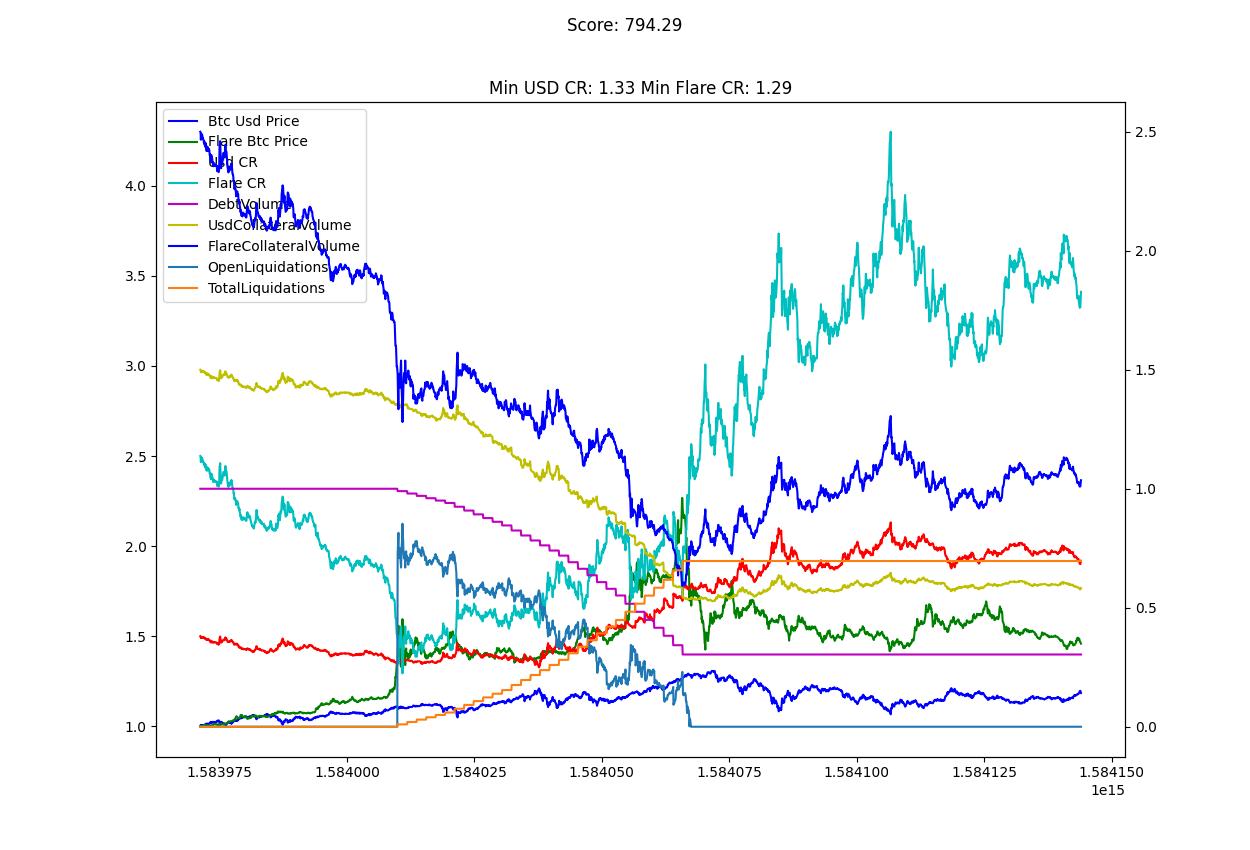 Score: 794.29
Min USD CR: 1.33 Min Flare CR: 1.29
Btc Usd Price
Flare Btc Price
Usd CR
Flare CR
DebtVolume
UsdCollateralVolume
FlareCollateralVolume
OpenLiquidations
TotalLiquidations
4.0
3.5
3.0
2.5
2.0
1.5
1.0
2.5
2.0
1.5
1.0
0.5
0.0
1.583975 1.584000 1.584025 1.584050 1.584075 1.584100 1.584125 1.584150
1e15